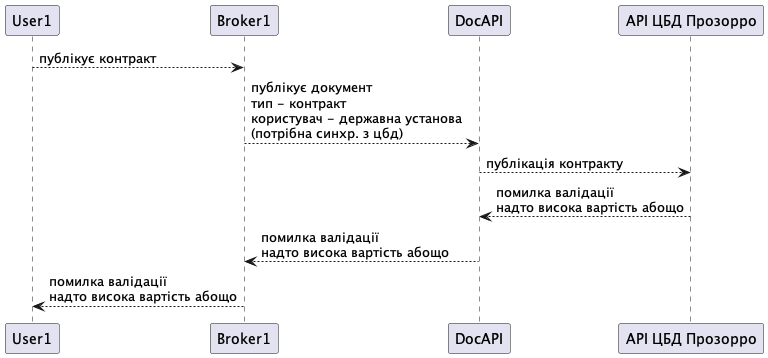 User1
Broker1
DocAPI
API ЦБД Прозорро
публікує контракт
публікує документ
тип - контракт
користувач - державна установа
(потрібна синхр. з цбд)
публікація контракту
помилка валідації
надто висока вартість абощо
помилка валідації
надто висока вартість абощо
помилка валідації
надто висока вартість абощо
User1
Broker1
DocAPI
API ЦБД Прозорро